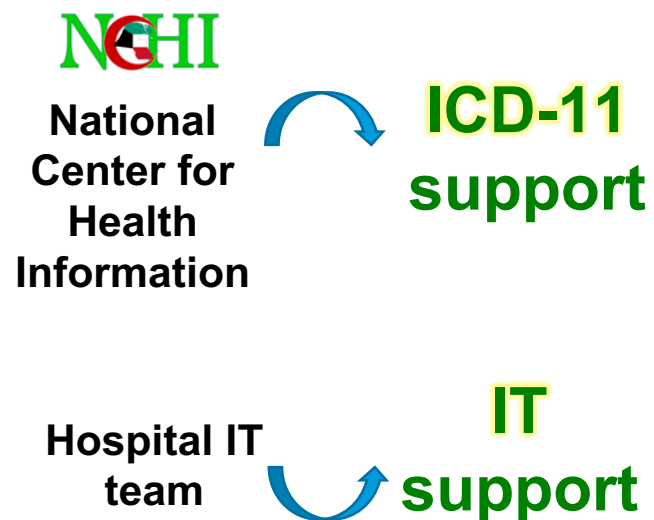 NCHI
National
Center for
Health
Information
ICD-11
support
Hospital IT
team
IT
support